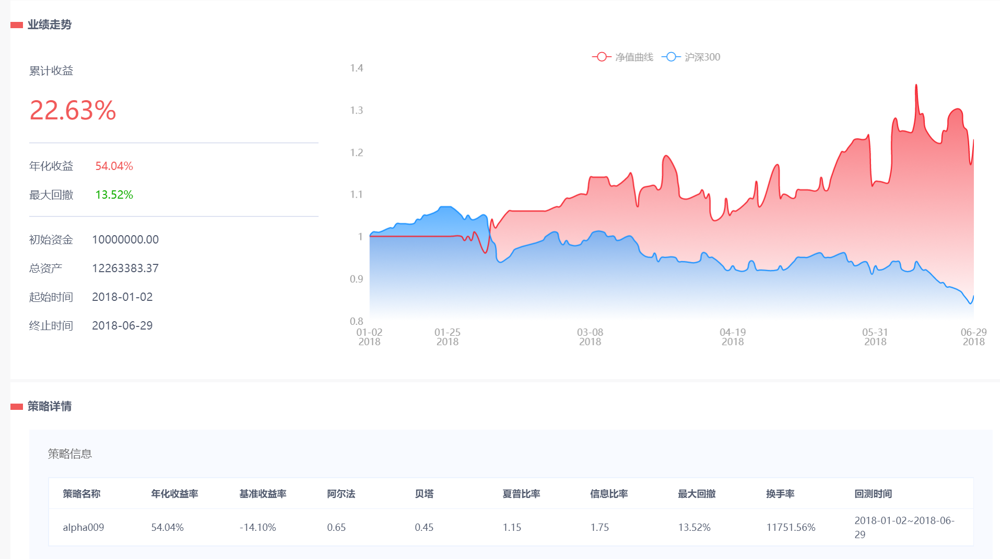 业绩走势
累计收益
22.63%
年化收益 54.04%
最大回撤 13.52%
初始资金 10000000.00
总资产 12263383.37
起始时间 2018-01-02
终止时间 2018-06-29
净值曲线 沪深300
1.4
1.3
1.2
1.1
1
0.9
0.8
01-02 01-25 03-08 04-19 05-31 06-29
2018 2018 2018 2018 2018 2018
策略详情
策略信息
策略名称 年化收益率 基准收益率 阿尔法 贝塔 夏普比率 信息比率 最大回撤 换手率 回测时间
alpha009 54.04% -14.10% 0.65 0.45 1.15 1.75 13.52% 11751.56% 2018-01-02~2018-06-
29